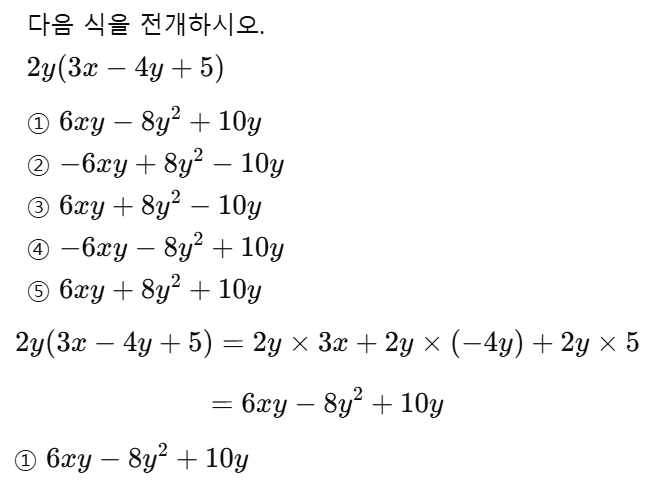 다음 식을 전개하시오.
2y(3x − 4y + 5)
① 6xy − 8y² + 10y
② −6xy + 8y² − 10y
③ 6xy + 8y² − 10y
④ −6xy − 8y² + 10y
⑤ 6xy + 8y² + 10y
2y(3x − 4y + 5) = 2y × 3x + 2y × (−4y) + 2y × 5
= 6xy − 8y² + 10y
① 6xy − 8y² + 10y